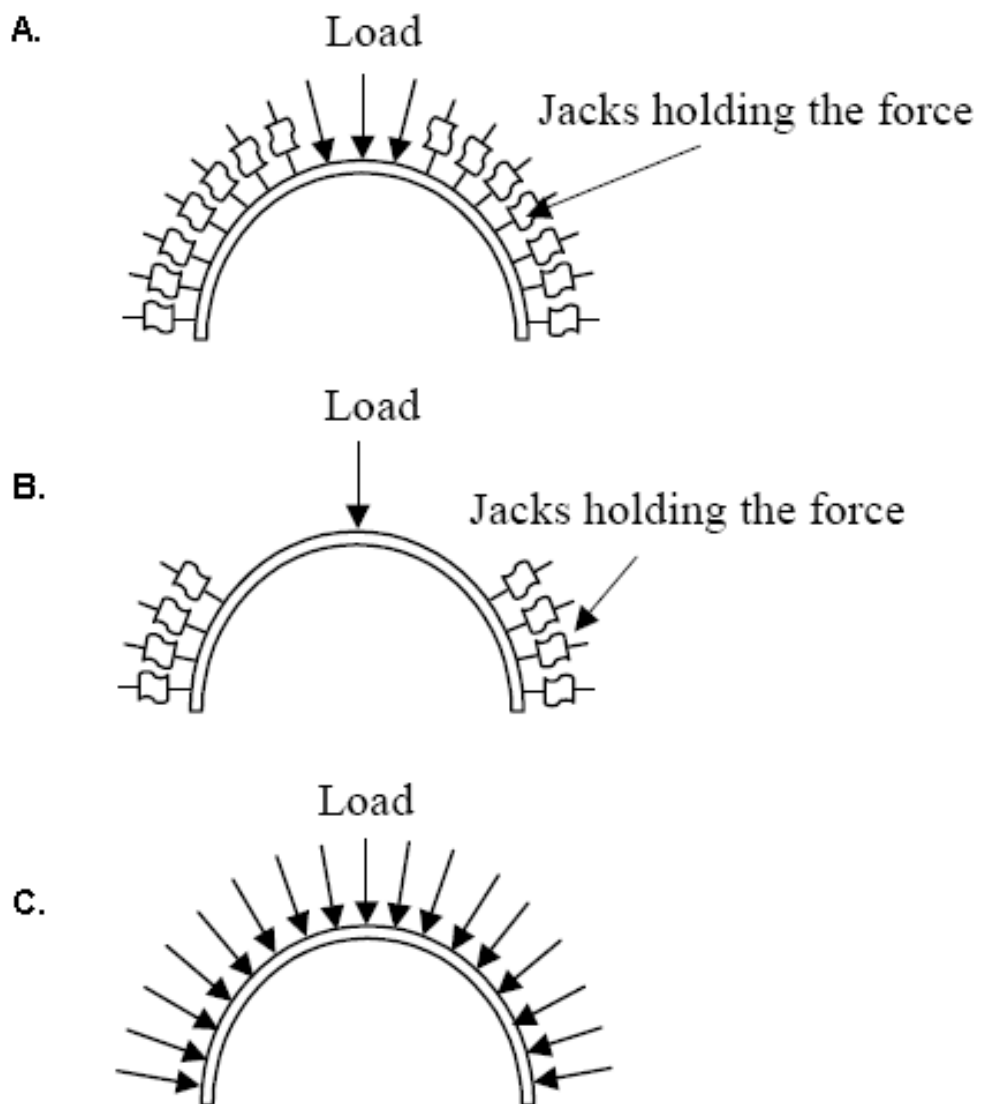 A.
Load
Jacks holding the force
Load
B.
Jacks holding the force
Load
C.